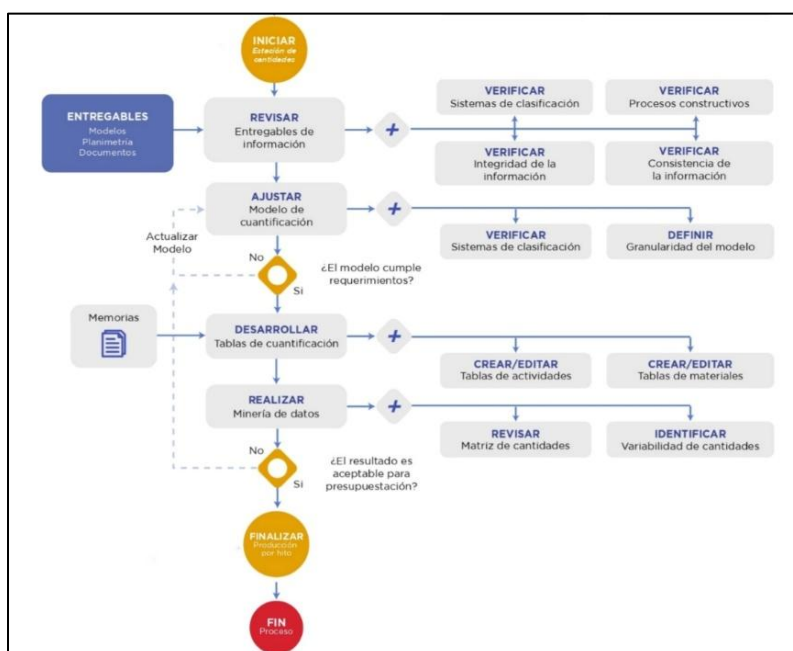 INICIAR
Estación de
cantidades
ENTREGABLES
Modelos
Planimetría
Documentos
REVISAR
Entregables de
información
VERIFICAR
Sistemas de clasificación
VERIFICAR
Procesos constructivos
VERIFICAR
Integridad de la
información
VERIFICAR
Consistencia de
la información
AJUSTAR
Modelo de
cuantificación
VERIFICAR
Sistemas de clasificación
DEFINIR
Granularidad del modelo
Actualizar
Modelo
No
¿El modelo cumple
requerimientos?
Si
Memorias
DESARROLLAR
Tablas de cuantificación
CREAR/EDITAR
Tablas de actividades
CREAR/EDITAR
Tablas de materiales
REALIZAR
Minería de datos
REVISAR
Matriz de cantidades
IDENTIFICAR
Variabilidad de cantidades
No
¿El resultado es
aceptable para
presupuestación?
Si
FINALIZAR
Producción
por hito
FIN
Proceso